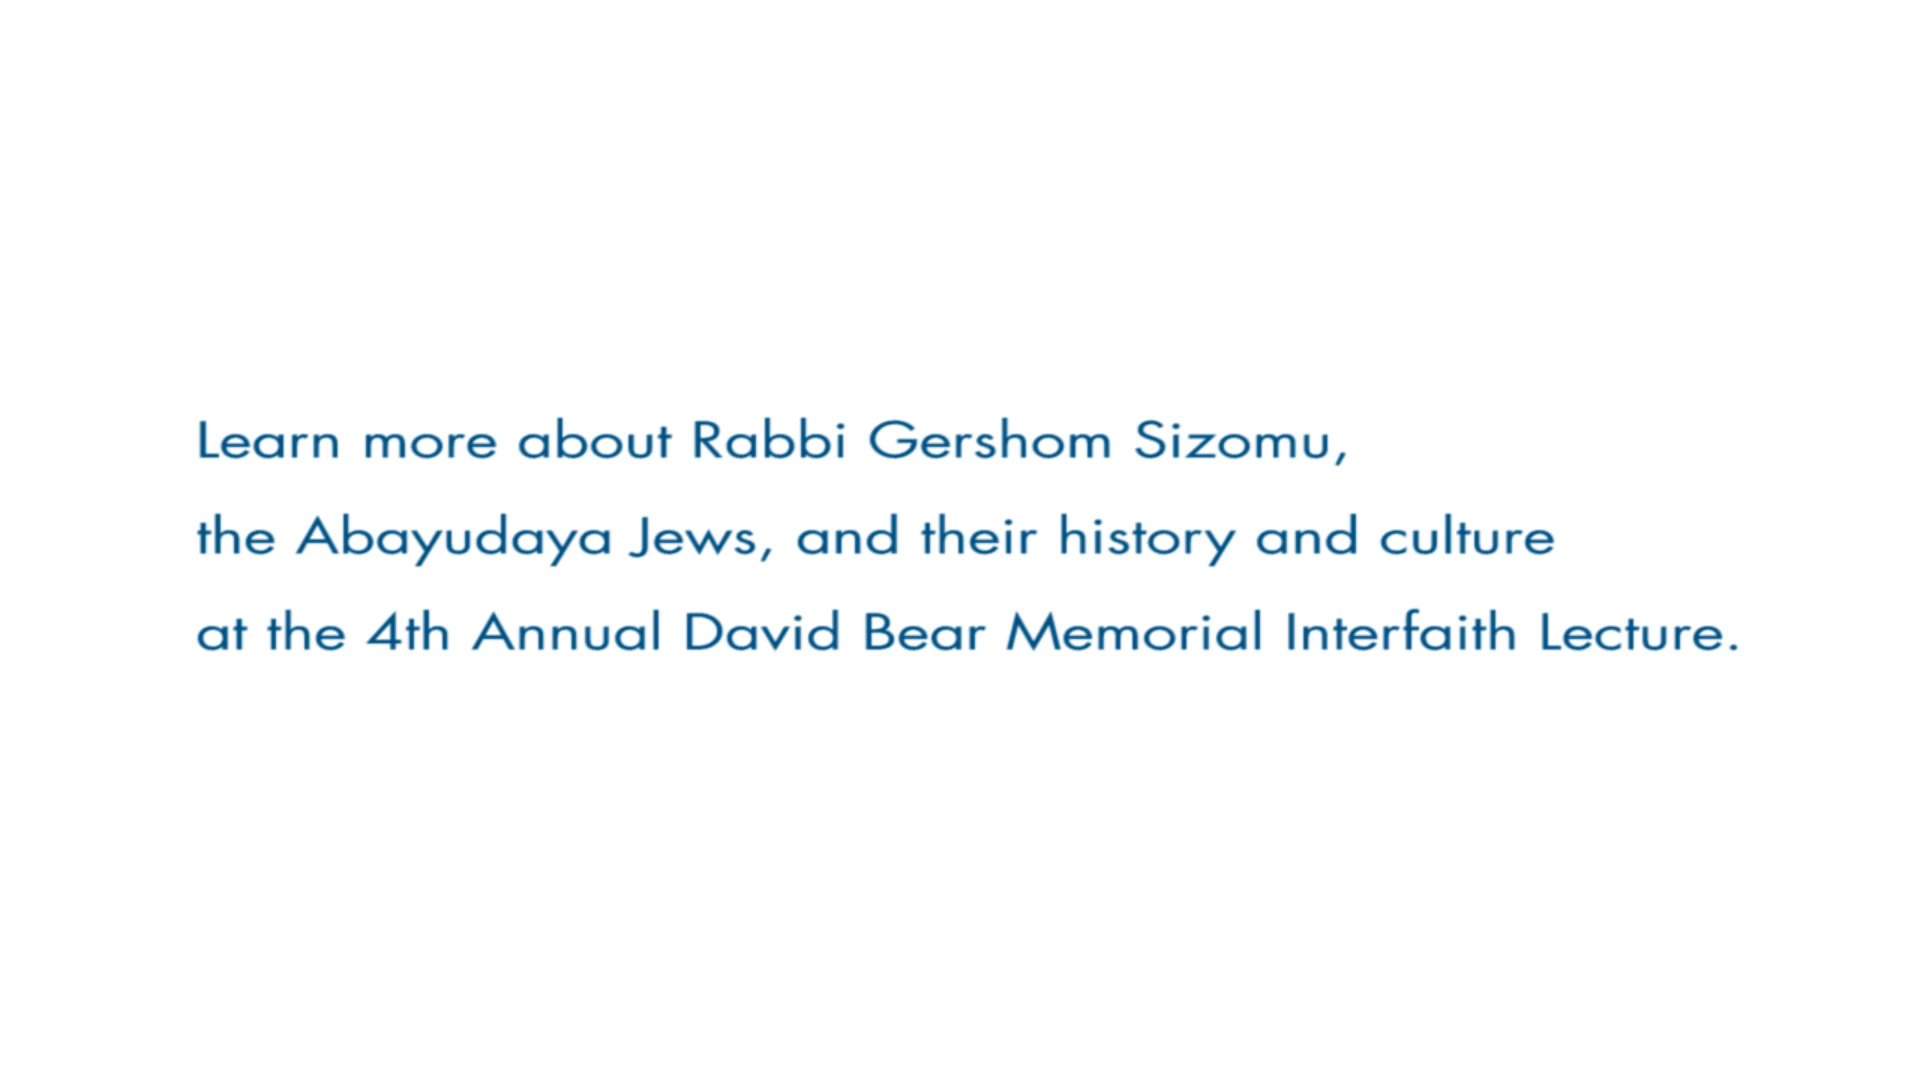 Learn more about Rabbi Gershom Sizomu,
the Abayudaya Jews, and their history and culture
at the 4th Annual David Bear Memorial Interfaith Lecture.